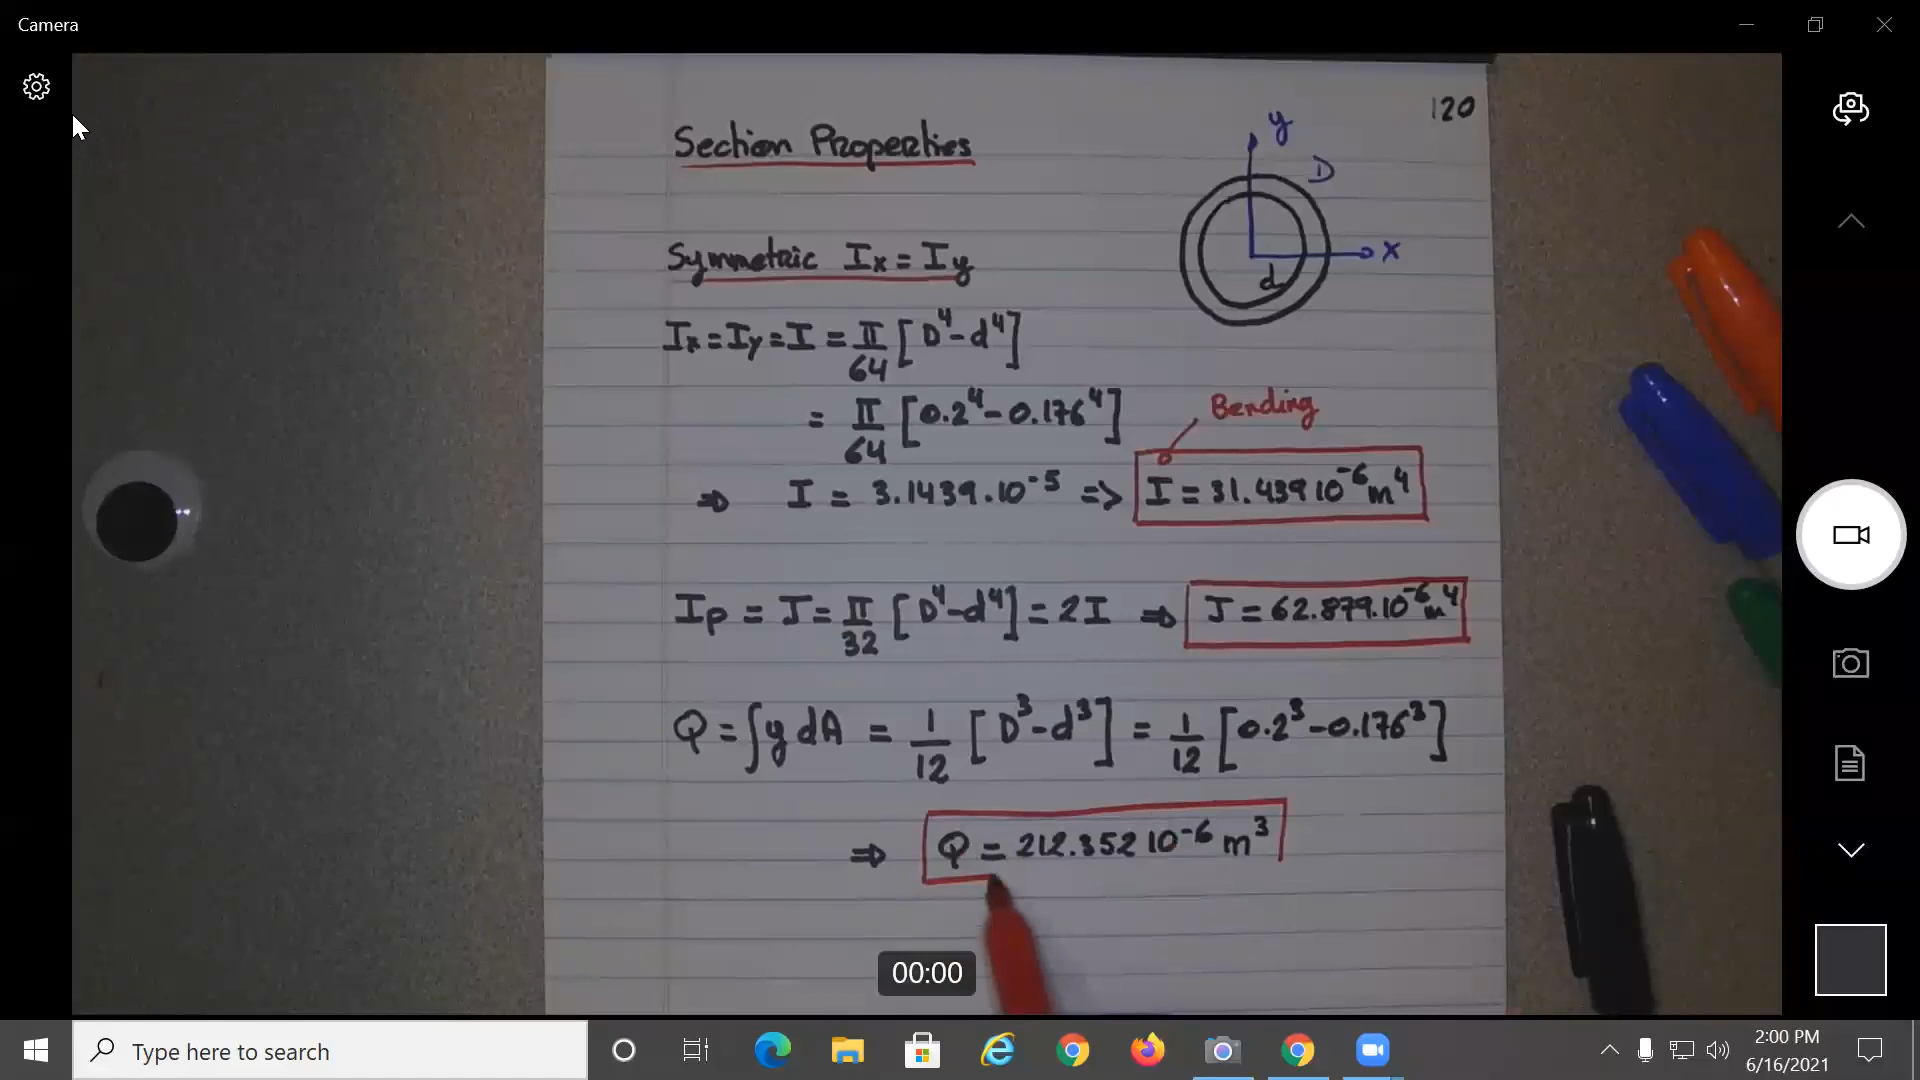 Camera
120
Section Properties
y
D
x
d
Symmetric Ix = Iy
Ix = Iy = I = π/64 [D⁴ - d⁴]
= π/64 [0.2⁴ - 0.176⁴]
Bending
⇒ I = 3.1439.10⁻⁵ => I = 31.439 10⁻⁶ m⁴
Ip = J = π/32 [D⁴ - d⁴] = 2I ⇒ J = 62.879.10⁻⁶ m⁴
Q = ∫y dA = 1/12 [D³ - d³] = 1/12 [0.2³ - 0.176³]
⇒ Q = 212.352 10⁻⁶ m³
00:00
Type here to search
2:00 PM
6/16/2021